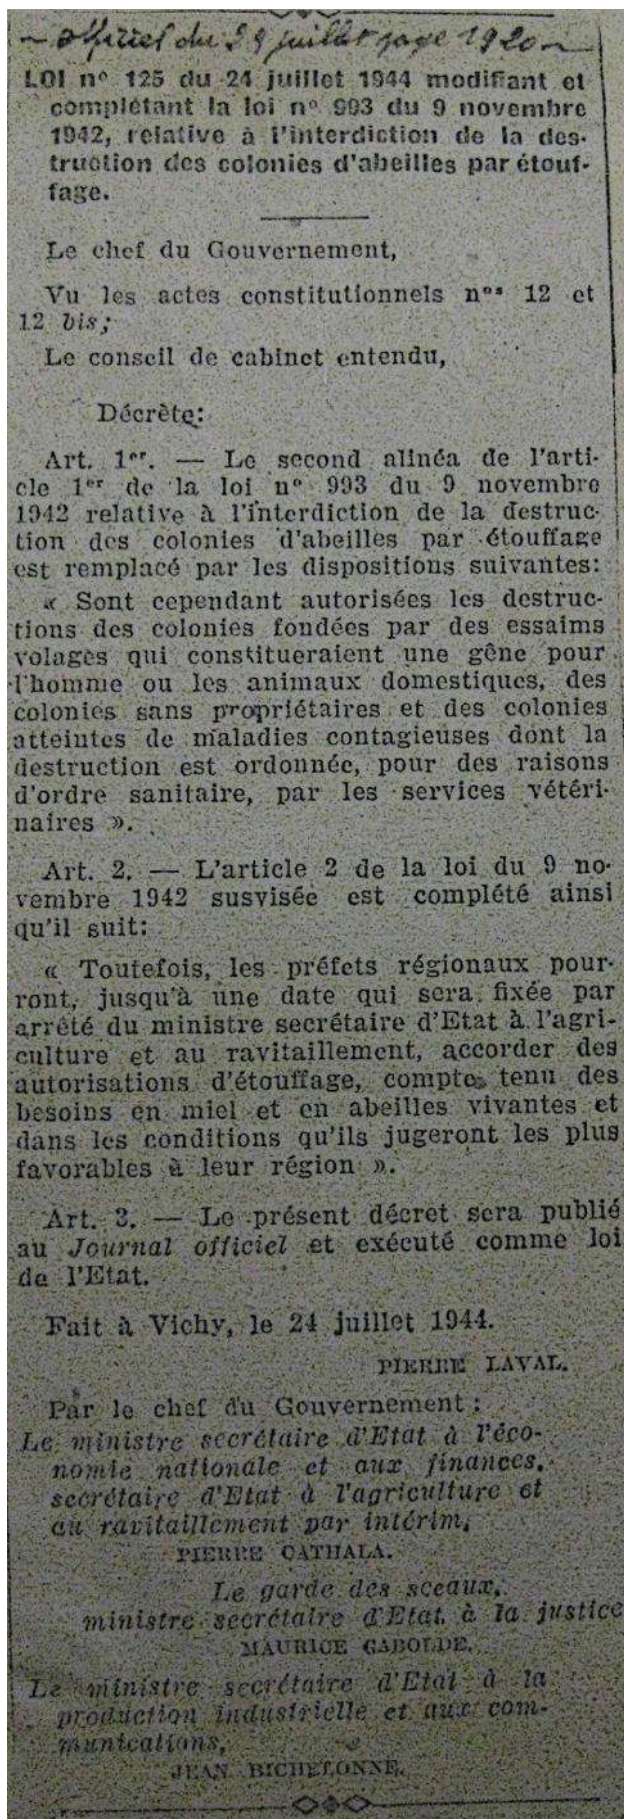 — officiel du 29 juillet page 1920 —
LOI n° 125 du 24 juillet 1944 modifiant et
complétant la loi n° 993 du 9 novembre
1942, relative à l'interdiction de la des-
truction des colonies d'abeilles par étouf-
fage.
Le chef du Gouvernement,
Vu les actes constitutionnels nos 12 et
12 bis;
Le conseil de cabinet entendu,
Décrète:
Art. 1er. — Le second alinéa de l'arti-
cle 1er de la loi n° 993 du 9 novembre
1942 relative à l'interdiction de la destruc-
tion des colonies d'abeilles par étouffage
est remplacé par les dispositions suivantes:
« Sont cependant autorisées les destruc-
tions des colonies fondées par des essaims
volages qui constitueraient une gêne pour
l'homme ou les animaux domestiques, des
colonies sans propriétaires et des colonies
atteintes de maladies contagieuses dont la
destruction est ordonnée, pour des raisons
d'ordre sanitaire, par les services vétéri-
naires ».
Art. 2. — L'article 2 de la loi du 9 no-
vembre 1942 susvisée est complété ainsi
qu'il suit:
« Toutefois, les préfets régionaux pour-
ront, jusqu'à une date qui sera fixée par
arrêté du ministre secrétaire d'Etat à l'agri-
culture et au ravitaillement, accorder des
autorisations d'étouffage, compte tenu des
besoins en miel et en abeilles vivantes et
dans les conditions qu'ils jugeront les plus
favorables à leur région ».
Art. 3. — Le présent décret sera publié
au Journal officiel et exécuté comme loi
de l'Etat.
Fait à Vichy, le 24 juillet 1944.
PIERRE LAVAL.
Par le chef du Gouvernement:
Le ministre secrétaire d'Etat à l'éco-
nomie nationale et aux finances,
secrétaire d'Etat à l'agriculture et
au ravitaillement par intérim,
PIERRE CATHALA.
Le garde des sceaux,
ministre secrétaire d'Etat à la justice
MAURICE GABOLDE.
Le ministre secrétaire d'Etat à la
production industrielle et aux com-
munications,
JEAN BICHELONNE.